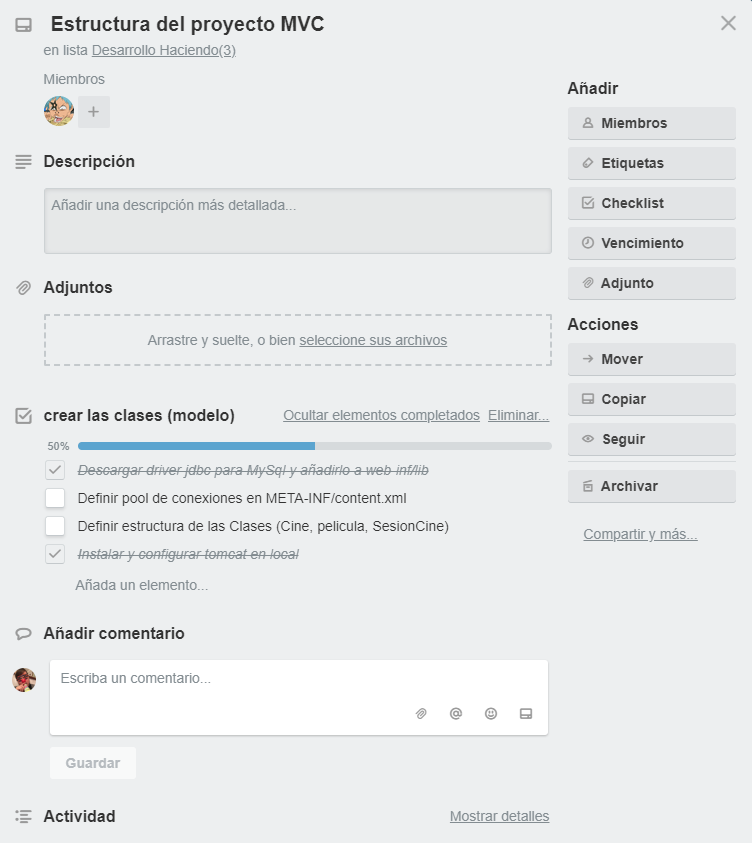 Estructura del proyecto MVC
en lista Desarrollo Haciendo(3)
Miembros
+
Descripción
Añadir una descripción más detallada...
Adjuntos
Arrastre y suelte, o bien seleccione sus archivos
crear las clases (modelo) Ocultar elementos completados Eliminar...
50%
Descargar driver jdbc para MySql y añadirlo a web-inf/lib
Definir pool de conexiones en META-INF/content.xml
Definir estructura de las Clases (Cine, pelicula, SesionCine)
Instalar y configurar tomcat en local
Añada un elemento...
Añadir comentario
Escriba un comentario...
Guardar
Actividad Mostrar detalles
Añadir
Miembros
Etiquetas
Checklist
Vencimiento
Adjunto
Acciones
Mover
Copiar
Seguir
Archivar
Compartir y más...